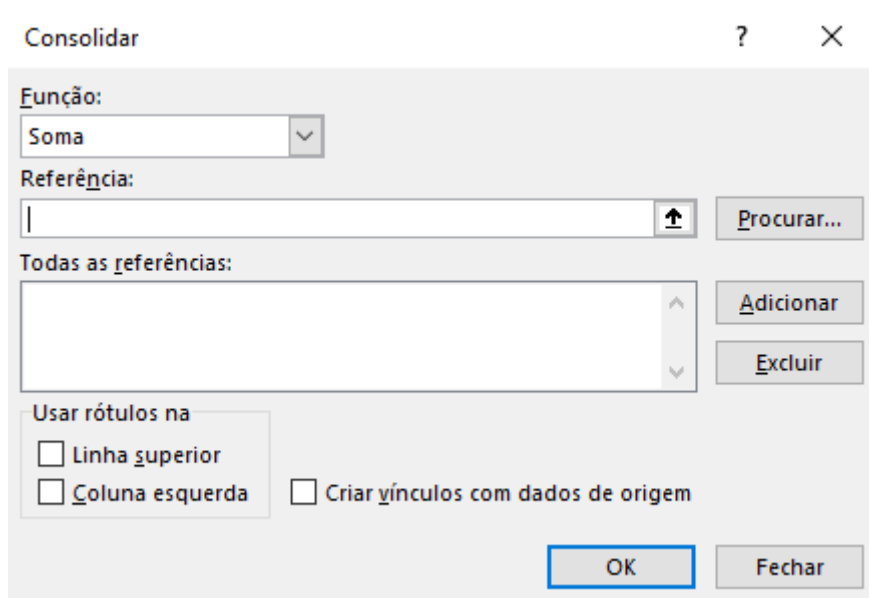 Consolidar ?
Função:
Soma
Referência:
Procurar...
Todas as referências:
Adicionar
Excluir
Usar rótulos na
Linha superior
Coluna esquerda Criar vínculos com dados de origem
OK Fechar